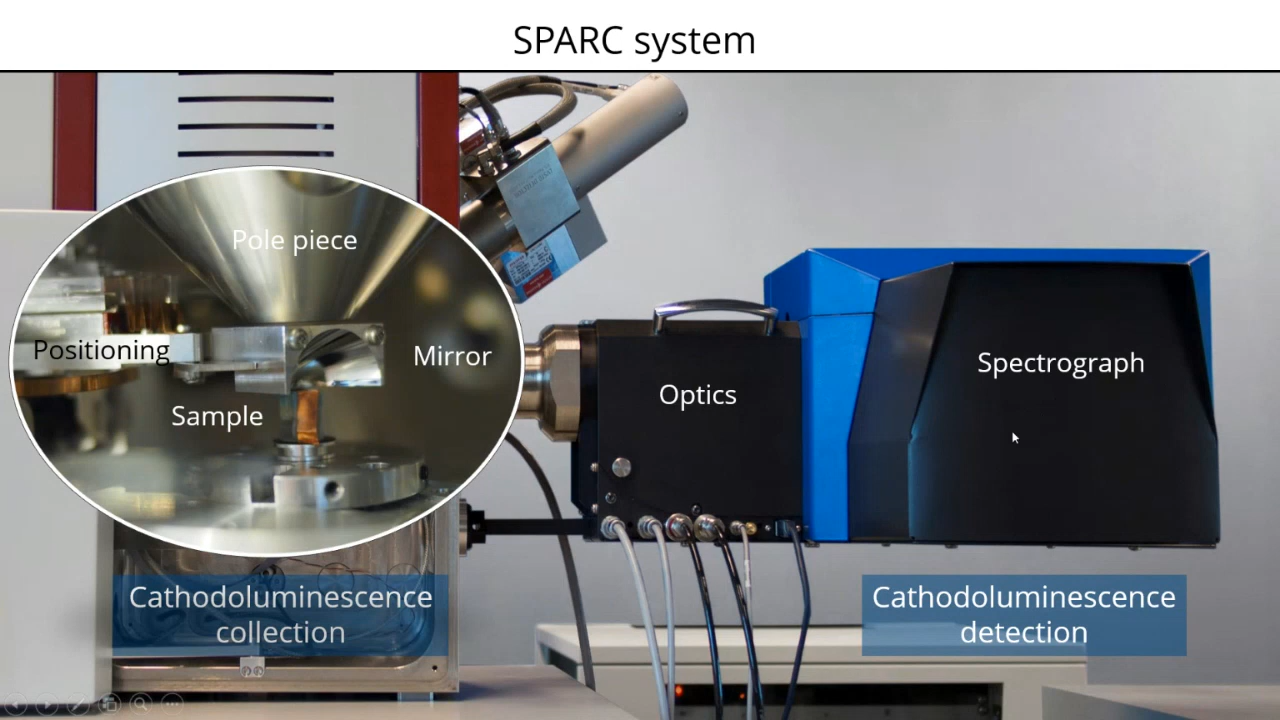 SPARC system
Pole piece
Positioning
Mirror
Sample
Optics
Spectrograph
Cathodoluminescence
collection
Cathodoluminescence
detection